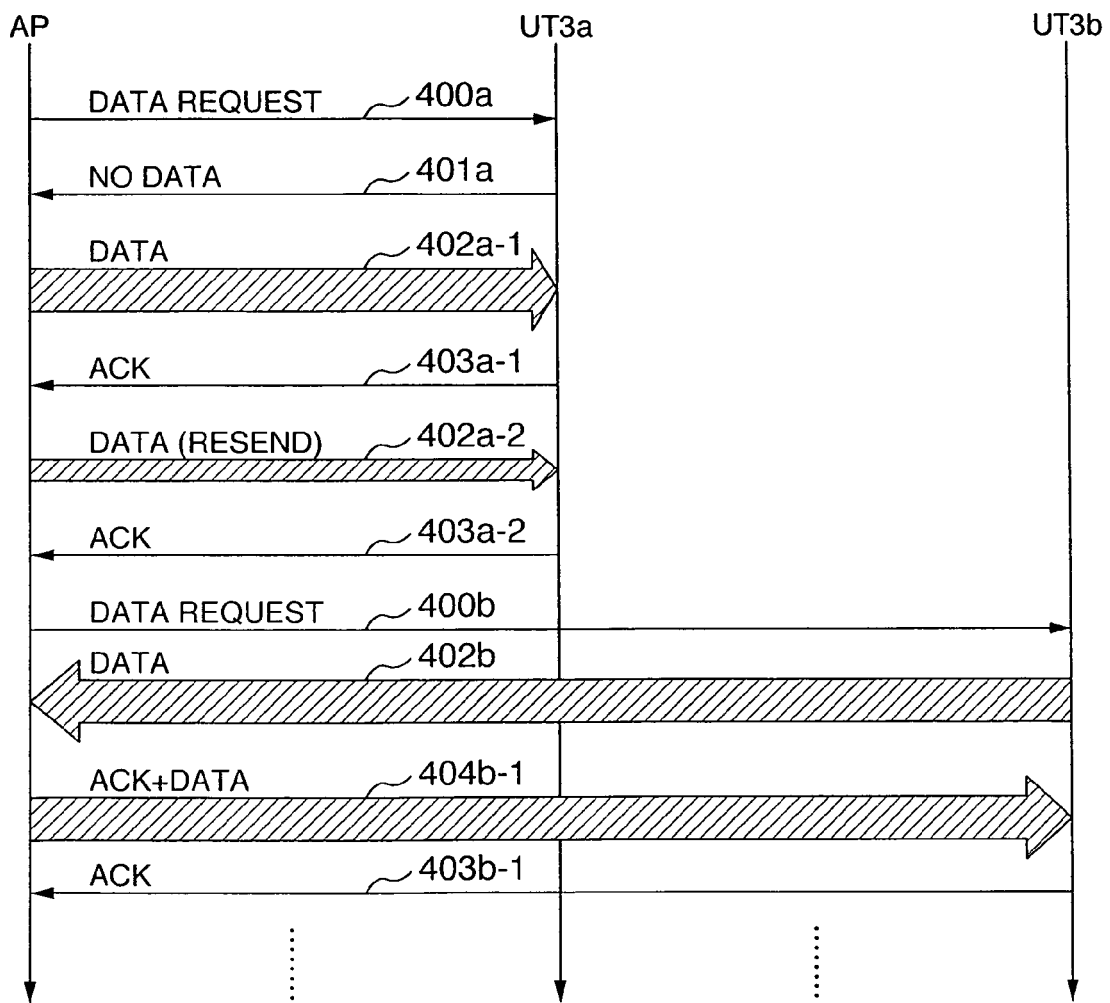 AP UT3a UT3b
DATA REQUEST 400a
NO DATA 401a
DATA 402a-1
ACK 403a-1
DATA (RESEND) 402a-2
ACK 403a-2
DATA REQUEST 400b
DATA 402b
ACK+DATA 404b-1
ACK 403b-1